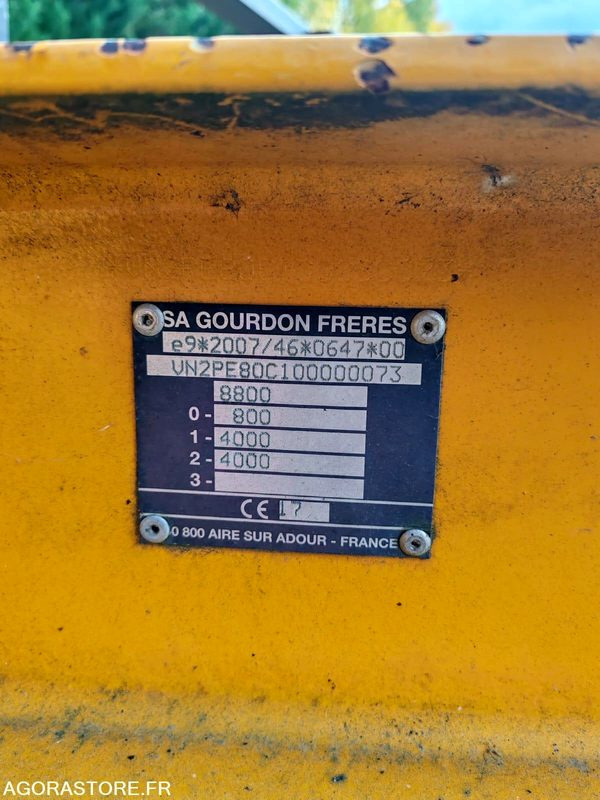 SA GOURDON FRERES
e9*2007/46*0647*00
VN2PE80C100000073
8800
0- 800
1- 4000
2- 4000
3-
CE 17
0 800 AIRE SUR ADOUR - FRANCE
AGORASTORE.FR